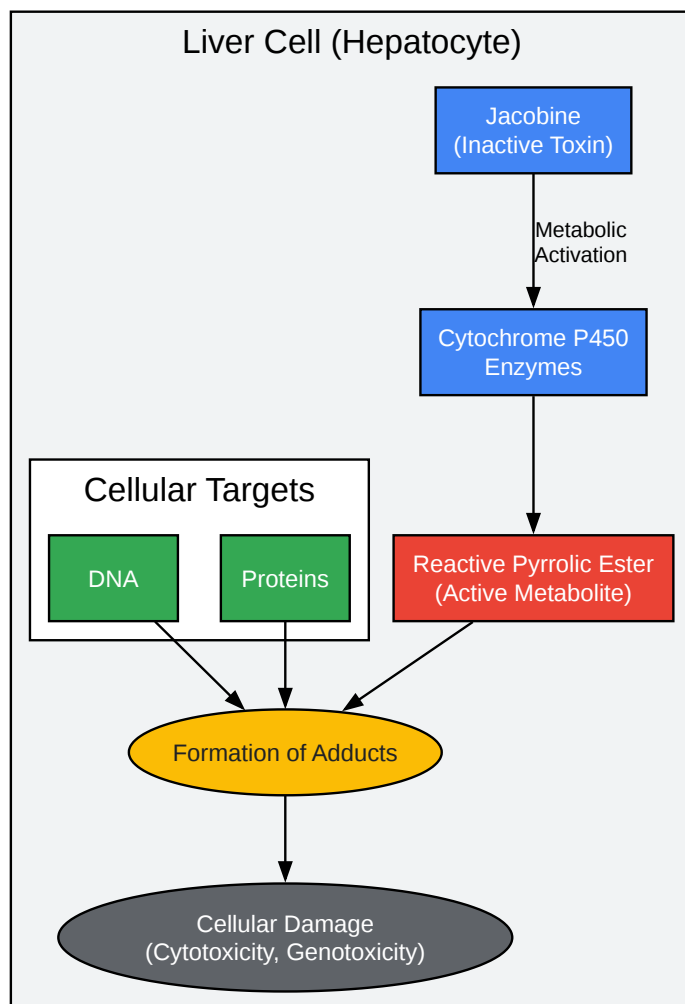 Liver Cell (Hepatocyte)
Jacobine
(Inactive Toxin)
Metabolic
Activation
Cytochrome P450
Enzymes
Cellular Targets
DNA
Proteins
Reactive Pyrrolic Ester
(Active Metabolite)
Formation of Adducts
Cellular Damage
(Cytotoxicity, Genotoxicity)